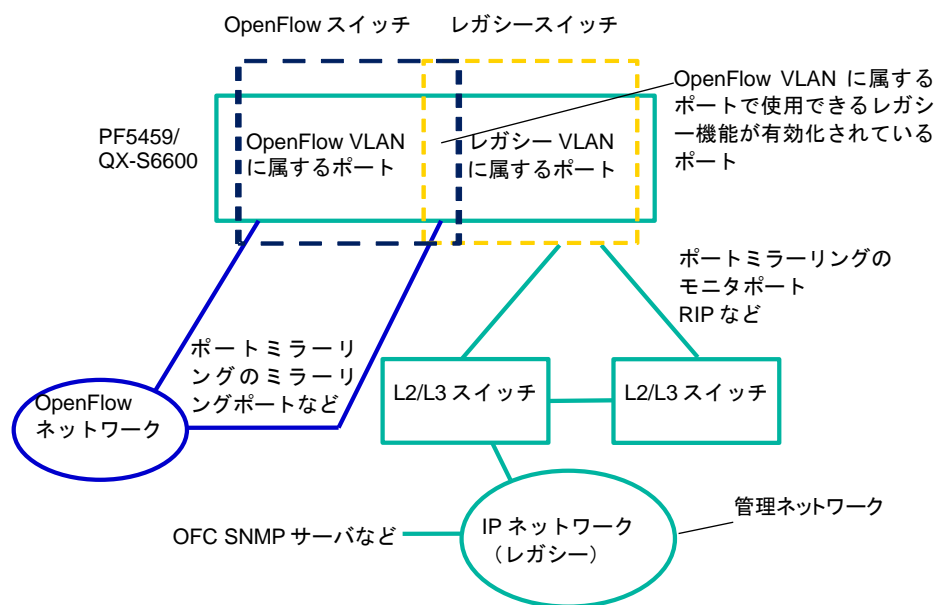 OpenFlow スイッチ
レガシースイッチ
OpenFlow VLAN に属する
ポートで使用できるレガシ
ー機能が有効化されている
ポート
PF5459/
QX-S6600
OpenFlow VLAN
に属するポート
レガシー VLAN
に属するポート
ポートミラーリングの
モニタポート
RIP など
ポートミラーリ
ングのミラーリ
ングポートなど
L2/L3 スイッチ
L2/L3 スイッチ
OpenFlow
ネットワーク
管理ネットワーク
OFC SNMP サーバなど
IP ネットワーク
（レガシー）